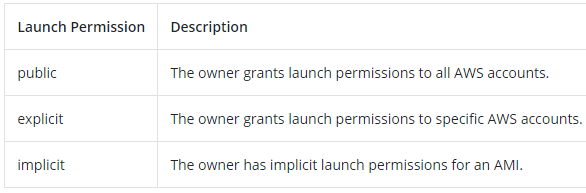 Launch Permission Description
public The owner grants launch permissions to all AWS accounts.
explicit The owner grants launch permissions to specific AWS accounts.
implicit The owner has implicit launch permissions for an AMI.